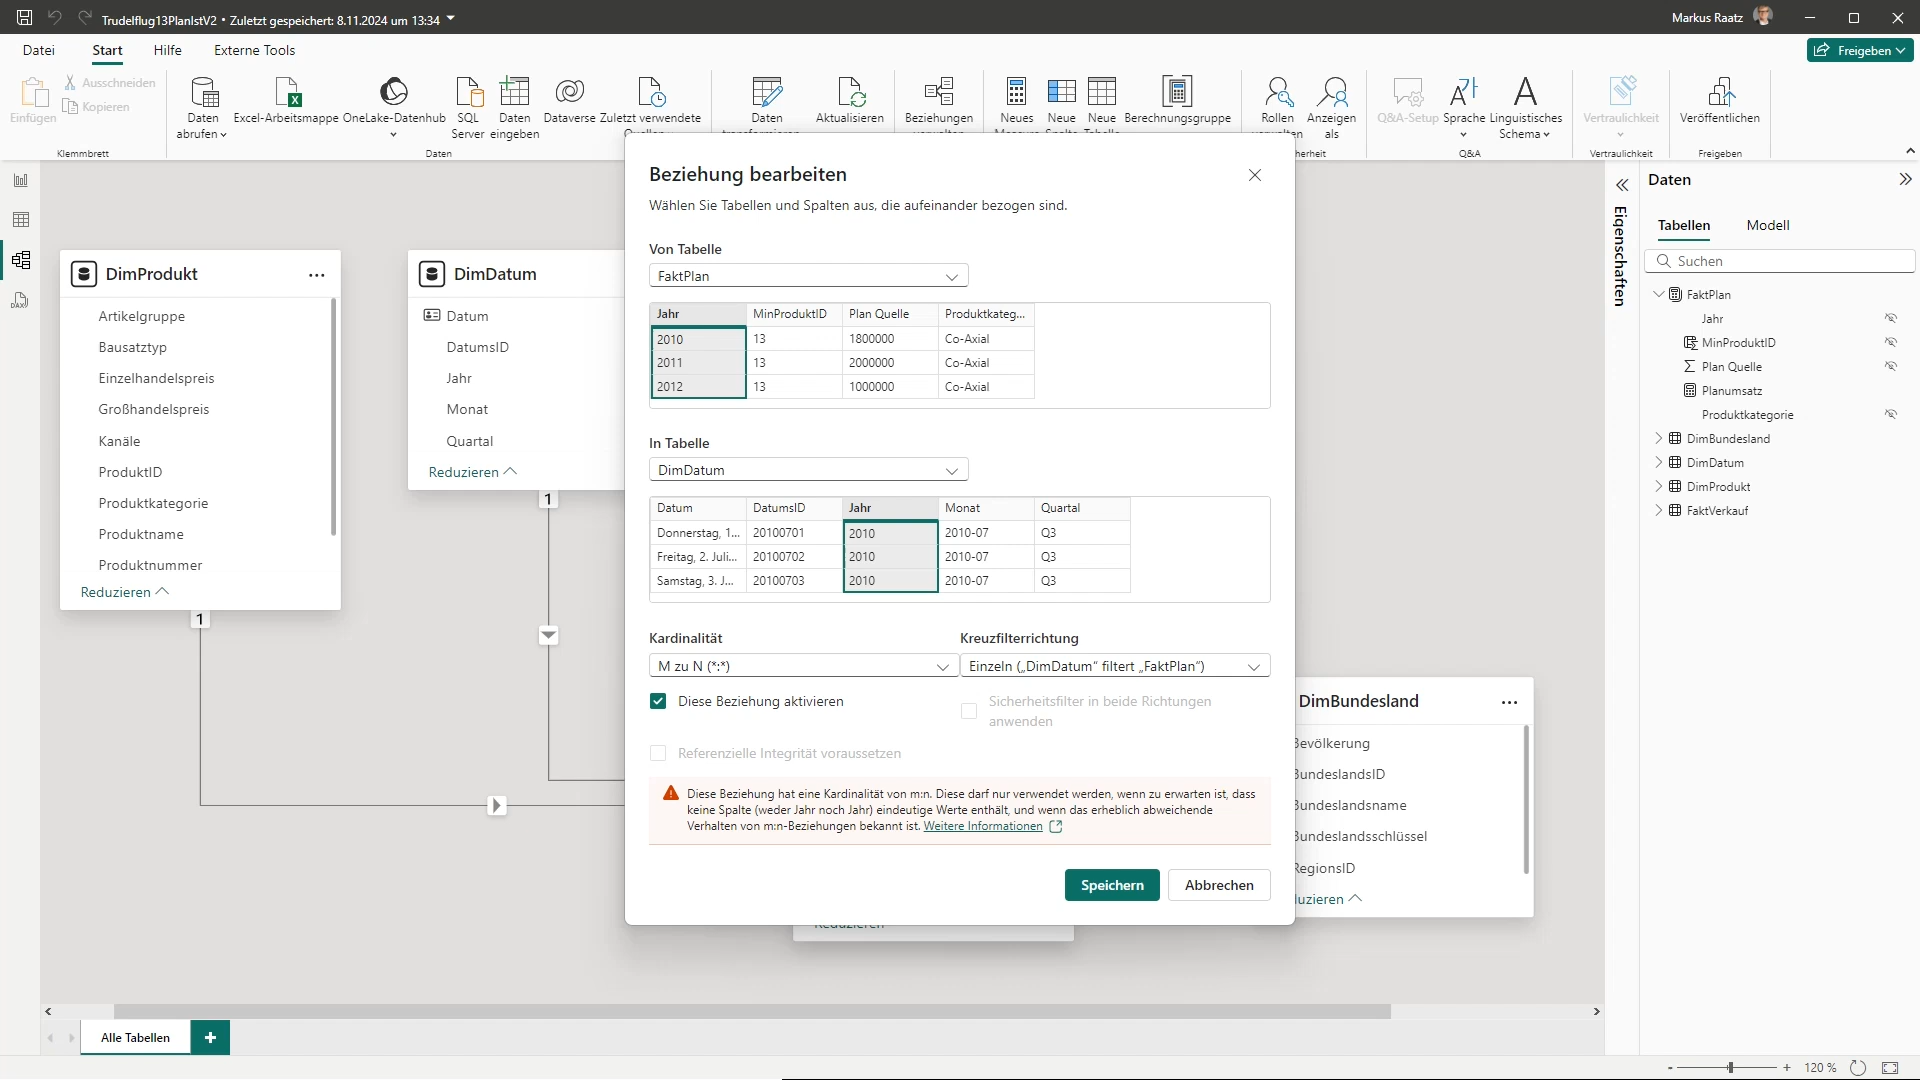 Trudelflug13PlanIstV2 • Zuletzt gespeichert: 8.11.2024 um 13:34
Markus Raatz
Datei Start Hilfe Externe Tools
Freigeben
Einfügen
Ausschneiden
Kopieren
Klemmbrett
Daten abrufen
Excel-Arbeitsmappe
OneLake-Datenhub
SQL Server
Daten eingeben
Dataverse
Zuletzt verwendete
Daten
Daten
Aktualisieren
Beziehungen
Neues
Neue
Neue
Berechnungsgruppe
Rollen
Anzeigen als
Q&A-Setup
Sprache
Linguistisches Schema
Q&A
Vertraulichkeit
Vertraulichkeit
Veröffentlichen
Freigeben
DimProdukt
Artikelgruppe
Bausatztyp
Einzelhandelspreis
Großhandelspreis
Kanäle
ProduktID
Produktkategorie
Produktname
Produktnummer
Reduzieren
1
DimDatum
Datum
DatumsID
Jahr
Monat
Quartal
Reduzieren
1
Beziehung bearbeiten
Wählen Sie Tabellen und Spalten aus, die aufeinander bezogen sind.
Von Tabelle
FaktPlan
Jahr MinProduktID Plan Quelle Produktkateg...
2010 13 1800000 Co-Axial
2011 13 2000000 Co-Axial
2012 13 1000000 Co-Axial
In Tabelle
DimDatum
Datum DatumsID Jahr Monat Quartal
Donnerstag, 1... 20100701 2010 2010-07 Q3
Freitag, 2. Juli... 20100702 2010 2010-07 Q3
Samstag, 3. J... 20100703 2010 2010-07 Q3
Kardinalität
M zu N (*:*)
Kreuzfilterrichtung
Einzeln („DimDatum“ filtert „FaktPlan“)
Diese Beziehung aktivieren
Sicherheitsfilter in beide Richtungen
anwenden
Referenzielle Integrität voraussetzen
Diese Beziehung hat eine Kardinalität von m:n. Diese darf nur verwendet werden, wenn zu erwarten ist, dass
keine Spalte (weder Jahr noch Jahr) eindeutige Werte enthält, und wenn das erheblich abweichende
Verhalten von m:n-Beziehungen bekannt ist. Weitere Informationen
Speichern Abbrechen
DimBundesland
Bevölkerung
BundeslandsID
Bundeslandsname
Bundeslandsschlüssel
RegionsID
luzieren
Eigenschaften
Daten
Tabellen Modell
Suchen
FaktPlan
Jahr
MinProduktID
Plan Quelle
Planumsatz
Produktkategorie
DimBundesland
DimDatum
DimProdukt
FaktVerkauf
Alle Tabellen
+
- + 120 %